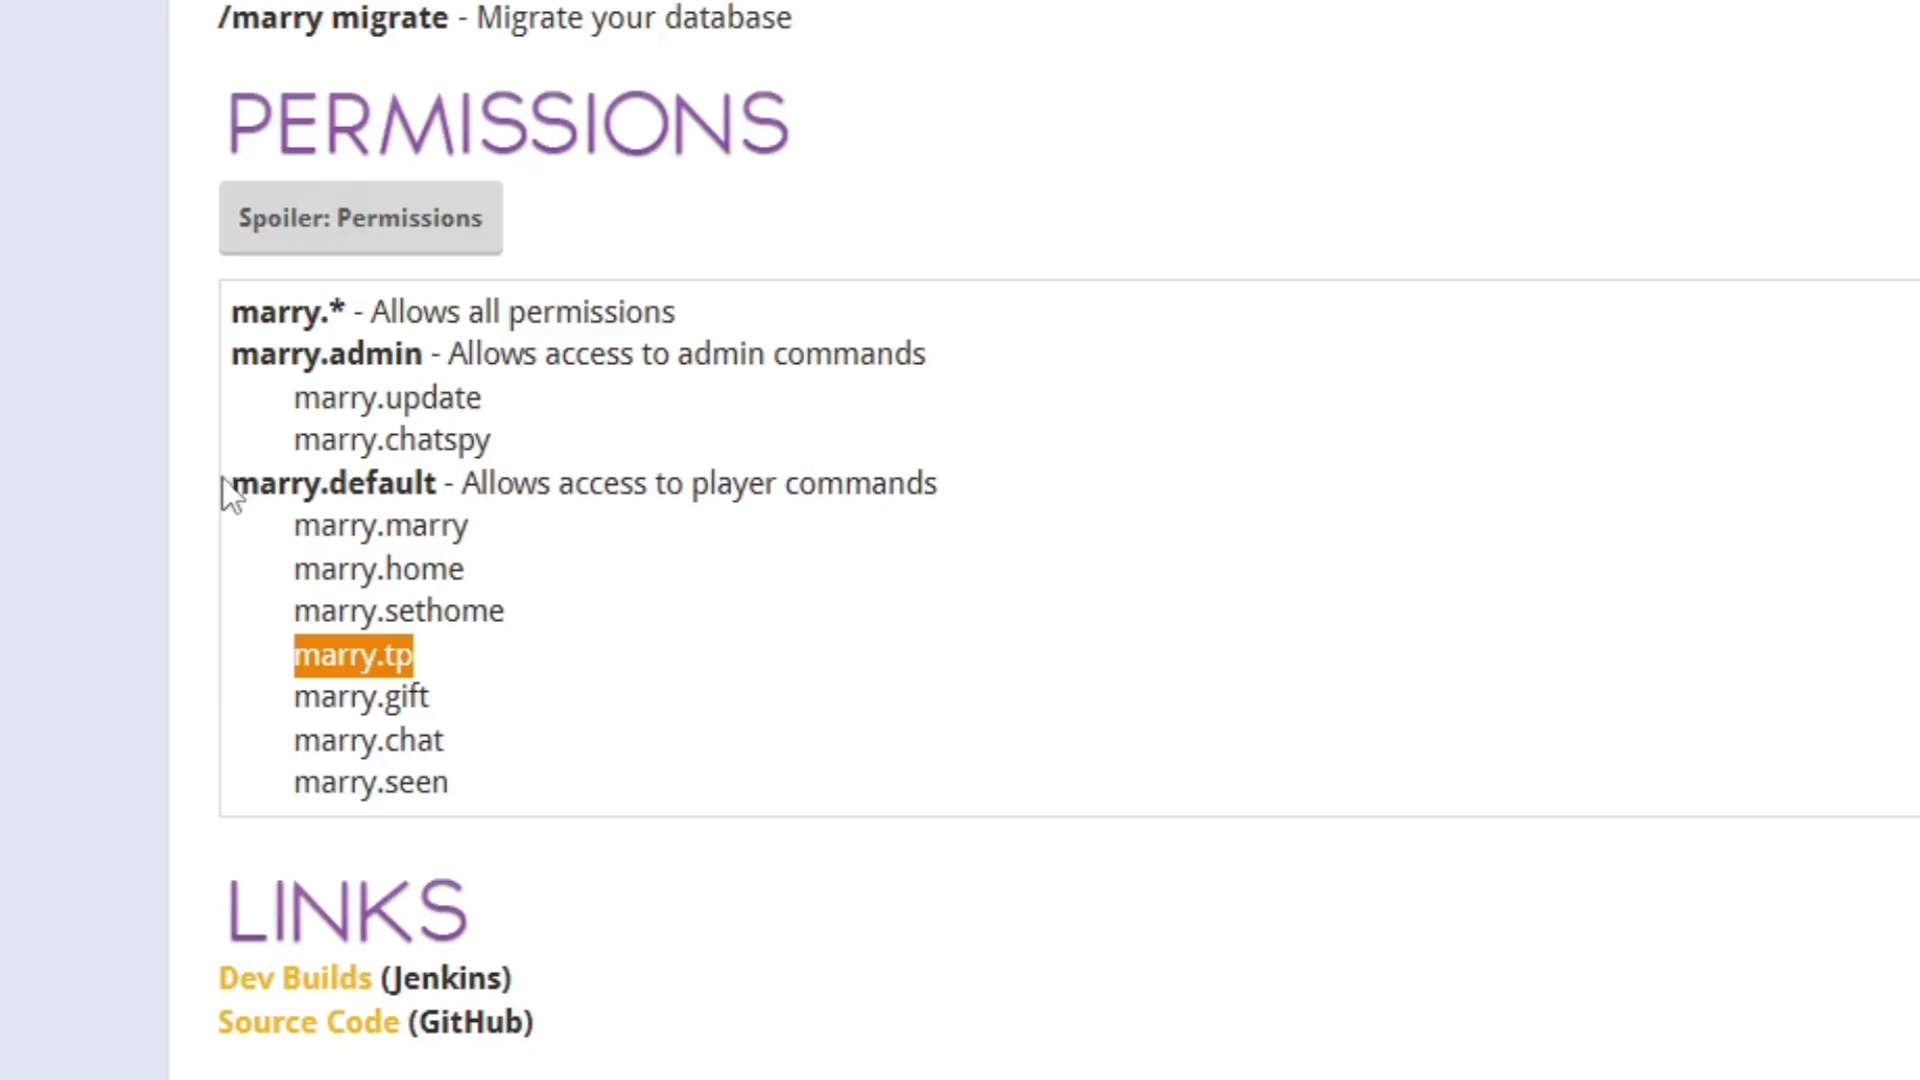 /marry migrate - Migrate your database
PERMISSIONS
Spoiler: Permissions
marry.* - Allows all permissions
marry.admin - Allows access to admin commands
marry.update
marry.chatspy
marry.default - Allows access to player commands
marry.marry
marry.home
marry.sethome
marry.tp
marry.gift
marry.chat
marry.seen
LINKS
Dev Builds (Jenkins)
Source Code (GitHub)